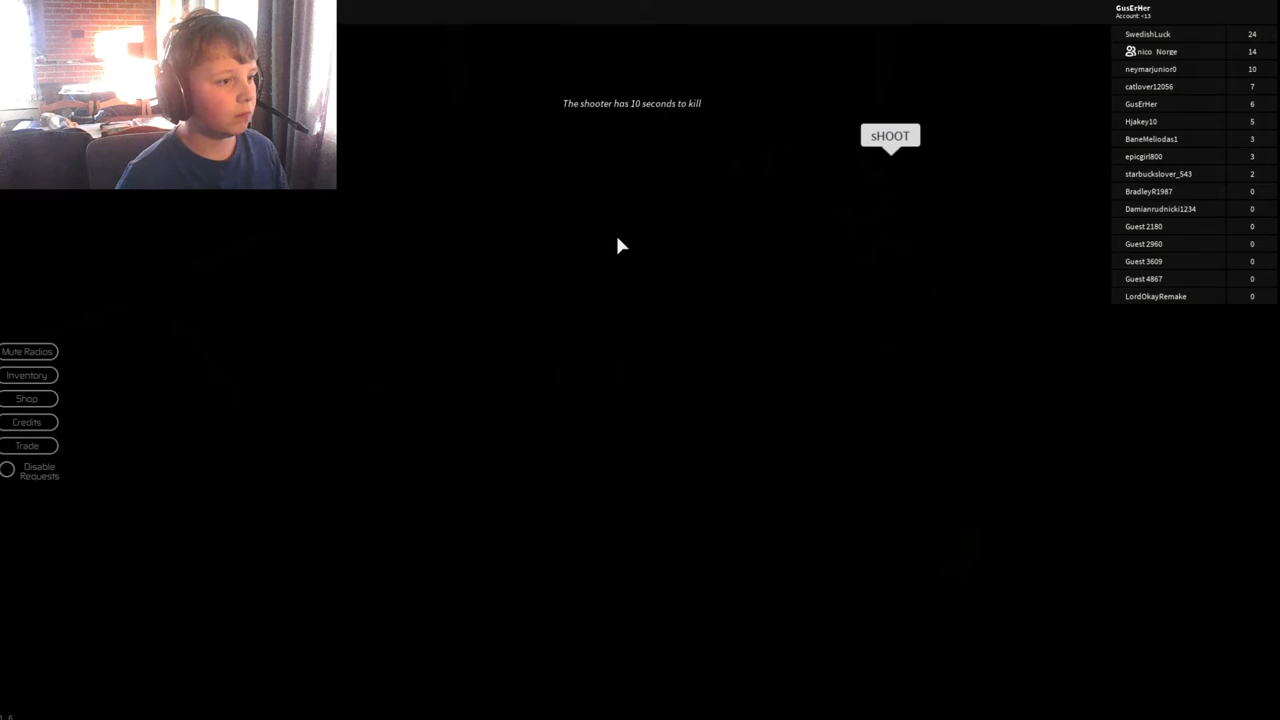 GusErHer
Account: <13
SwedishLuck 24
nico_Norge 14
neymarjunior0 10
catlover12056 7
GusErHer 6
Hjakey10 5
BaneMeliodas1 3
epicgirl800 3
starbuckslover_543 2
BradleyR1987 0
Damianrudnicki1234 0
Guest 2180 0
Guest 2960 0
Guest 3609 0
Guest 4867 0
LordOkayRemake 0
The shooter has 10 seconds to kill
sHOOT
Mute Radios
Inventory
Shop
Credits
Trade
Disable
Requests